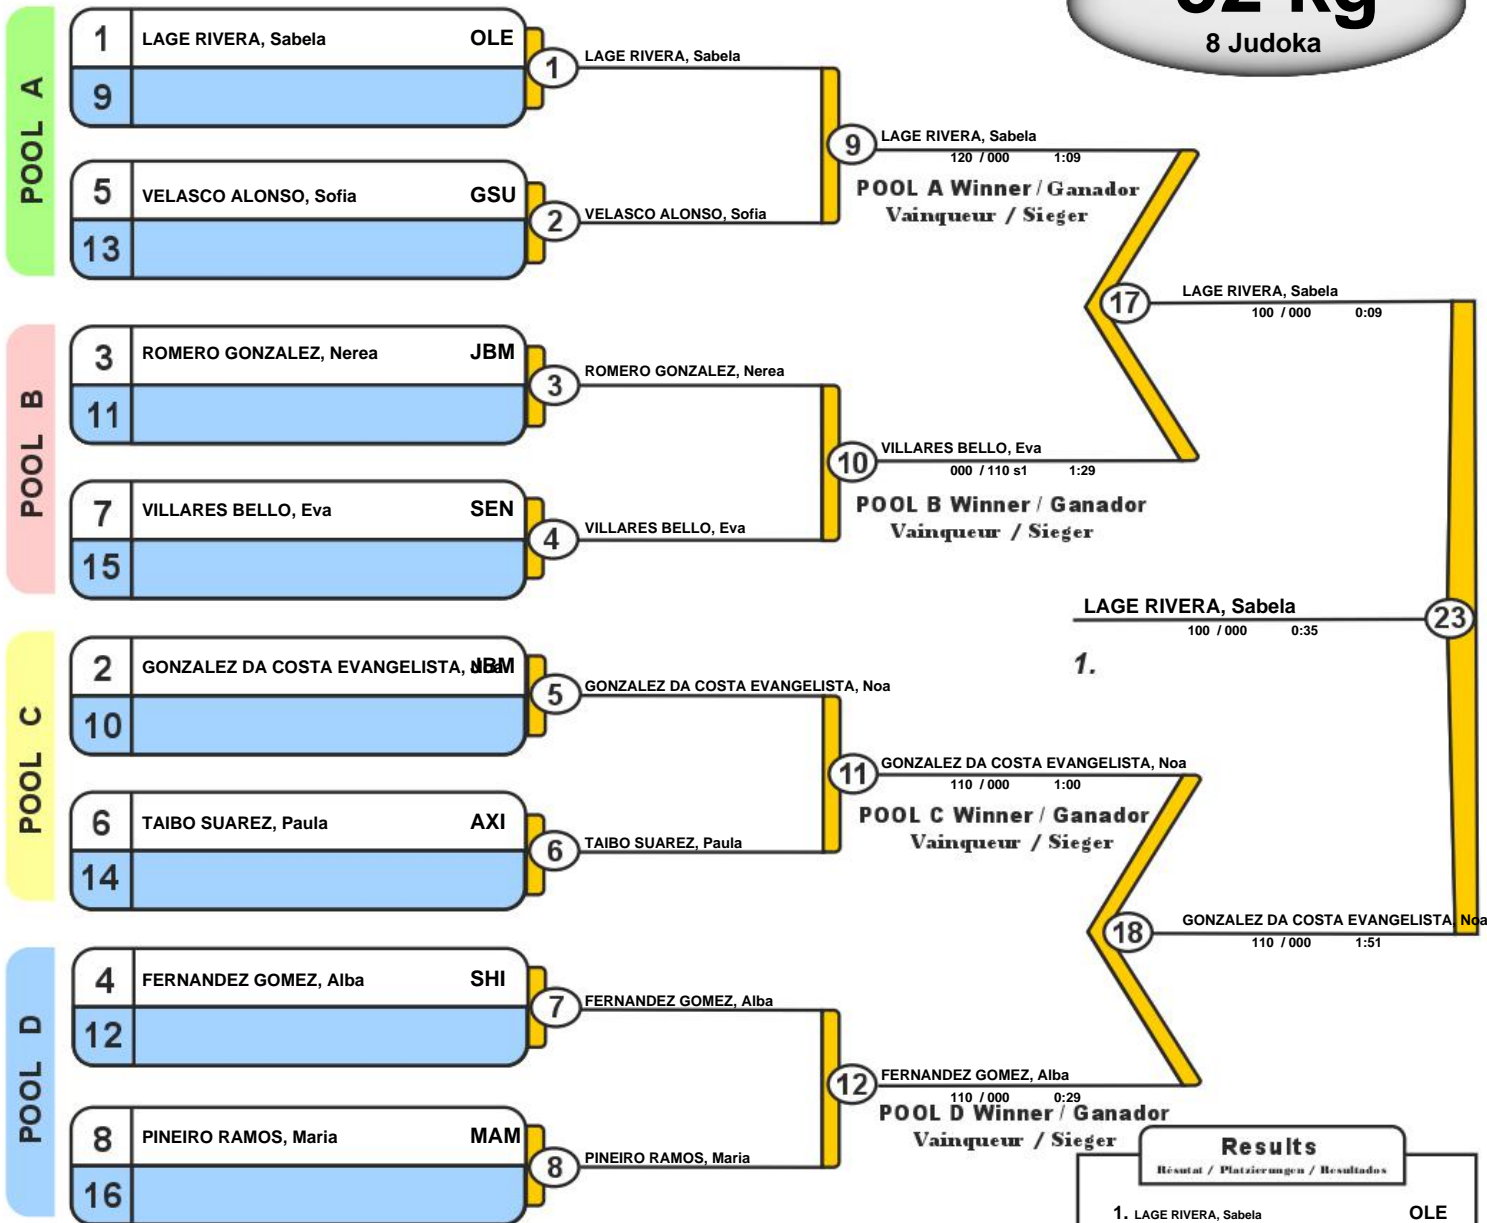 8 Judoka
POOL A
1 LAGE RIVERA, Sabela OLE
9
1 LAGE RIVERA, Sabela
5 VELASCO ALONSO, Sofia GSU
13
2 VELASCO ALONSO, Sofia
9 LAGE RIVERA, Sabela
120 / 000 1:09
POOL A Winner / Ganador
Vainqueur / Sieger
POOL B
3 ROMERO GONZALEZ, Nerea JBM
11
3 ROMERO GONZALEZ, Nerea
7 VILLARES BELLO, Eva SEN
15
4 VILLARES BELLO, Eva
10 VILLARES BELLO, Eva
000 / 110 s1 1:29
POOL B Winner / Ganador
Vainqueur / Sieger
17 LAGE RIVERA, Sabela
100 / 000 0:09
LAGE RIVERA, Sabela 23
100 / 000 0:35
1.
POOL C
2 GONZALEZ DA COSTA EVANGELISTA, JBM
10
5 GONZALEZ DA COSTA EVANGELISTA, Noa
6 TAIBO SUAREZ, Paula AXI
14
6 TAIBO SUAREZ, Paula
11 GONZALEZ DA COSTA EVANGELISTA, Noa
110 / 000 1:00
POOL C Winner / Ganador
Vainqueur / Sieger
18 GONZALEZ DA COSTA EVANGELISTA, Noa
110 / 000 1:51
POOL D
4 FERNANDEZ GOMEZ, Alba SHI
12
7 FERNANDEZ GOMEZ, Alba
8 PINEIRO RAMOS, Maria MAM
16
8 PINEIRO RAMOS, Maria
12 FERNANDEZ GOMEZ, Alba
110 / 000 0:29
POOL D Winner / Ganador
Vainqueur / Sieger
Results
Résutat / Platzierungen / Resultados
1. LAGE RIVERA, Sabela OLE